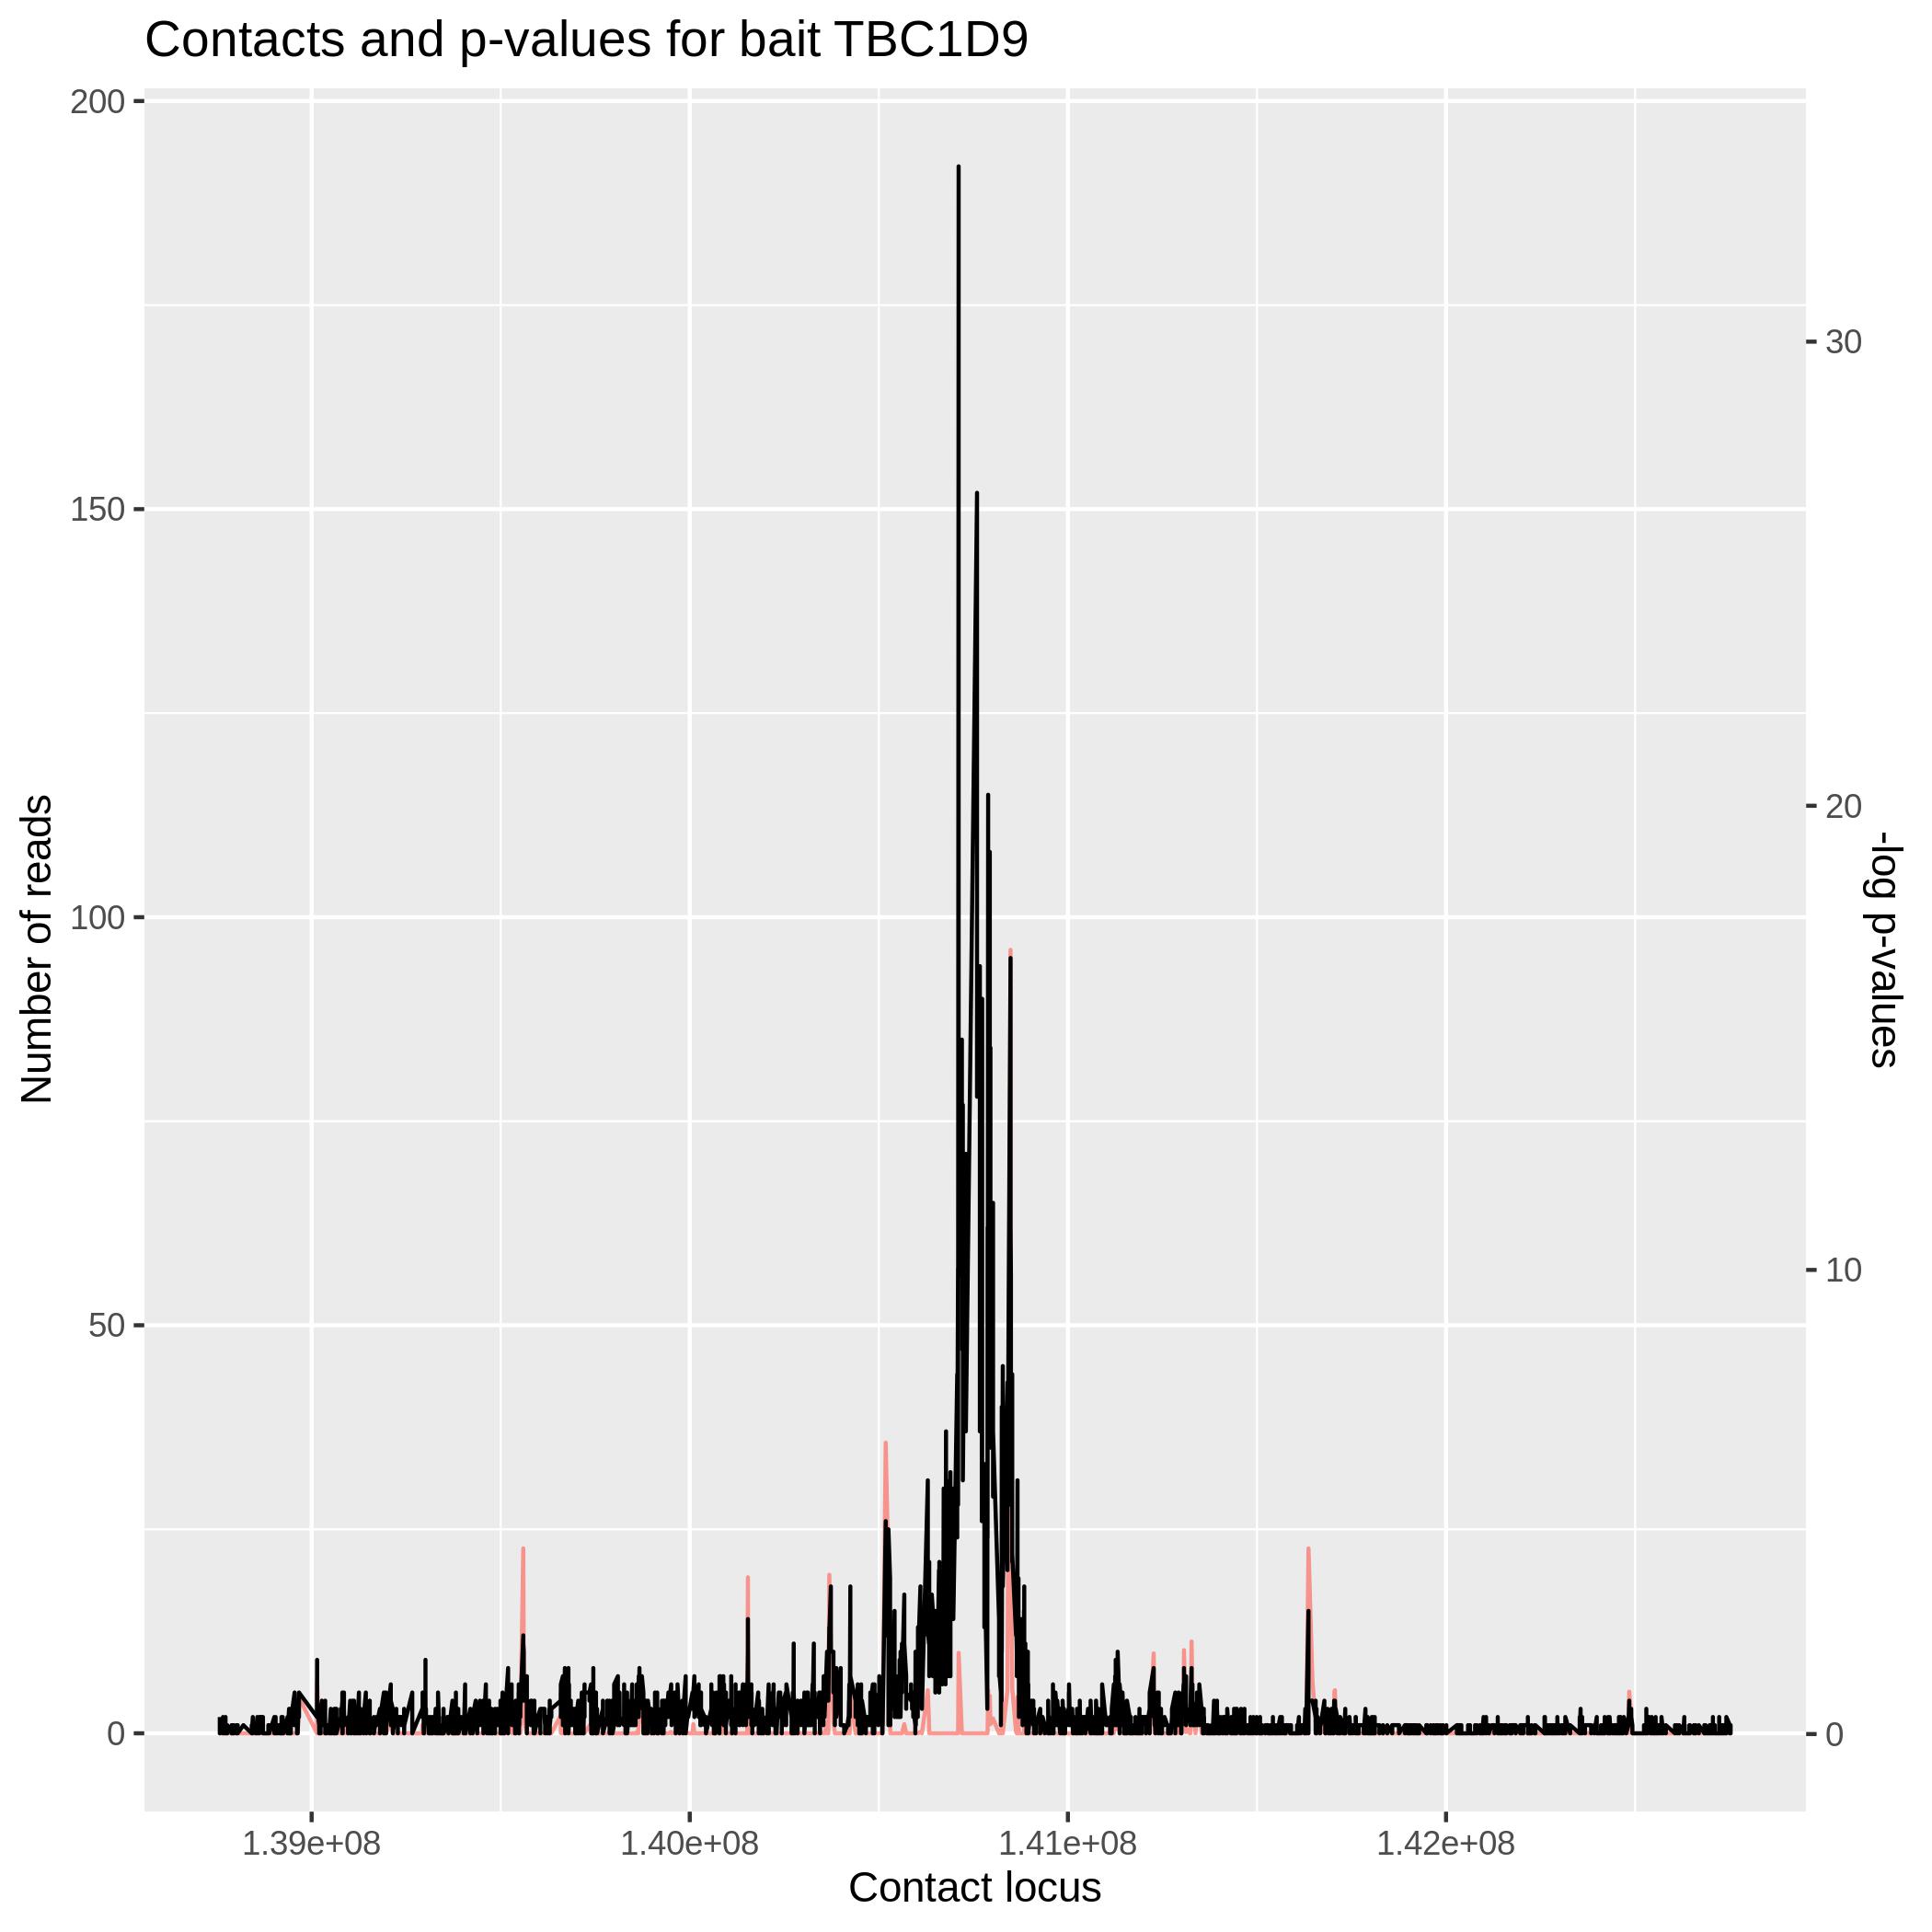 Contacts and p-values for bait TBC1D9
200
150
100
50
0
Number of reads
30
20
10
0
-log p-values
1.39e+08
1.40e+08
1.41e+08
1.42e+08
Contact locus